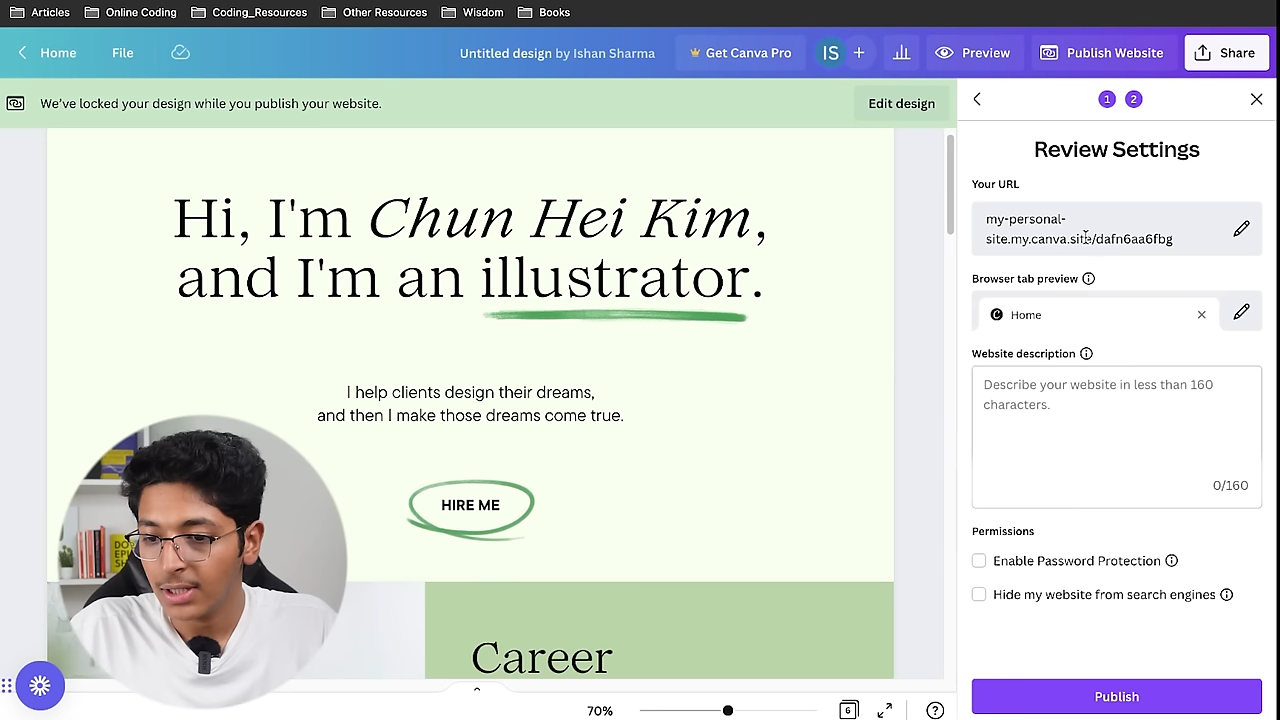 Articles Online Coding Coding_Resources Other Resources Wisdom Books
Home File Untitled design by Ishan Sharma Get Canva Pro IS + Preview Publish Website Share
We've locked your design while you publish your website. Edit design
1 2
Review Settings
Your URL
my-personal-
site.my.canva.site/dafn6aa6fbg
Browser tab preview
Home
Website description
Describe your website in less than 160
characters.
0/160
Permissions
Enable Password Protection
Hide my website from search engines
Publish
Hi, I'm Chun Hei Kim,
and I'm an illustrator.
I help clients design their dreams,
and then I make those dreams come true.
HIRE ME
Career
70%
6